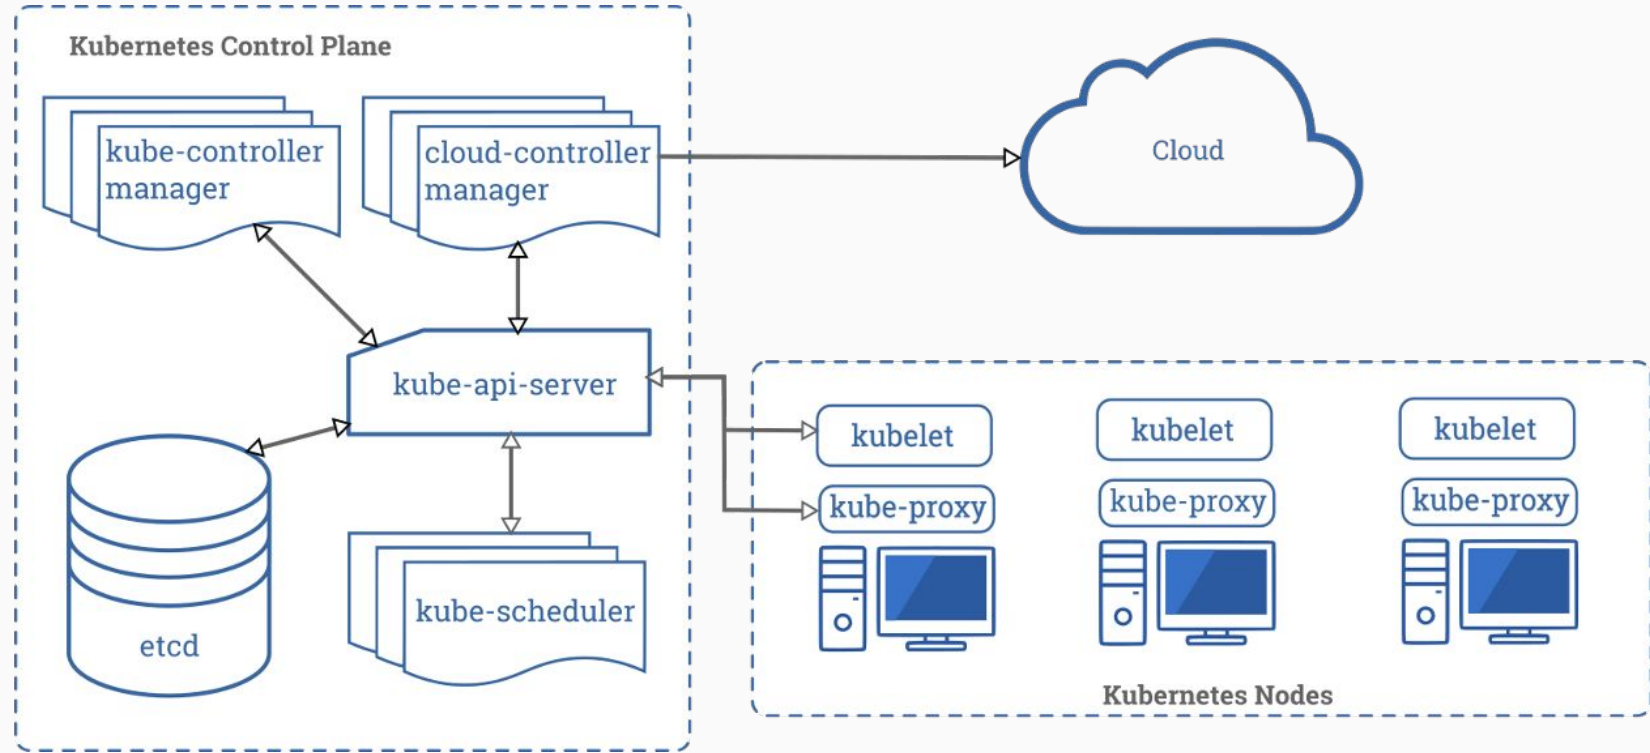 Kubernetes Control Plane
kube-controller
manager
cloud-controller
manager
Cloud
kube-api-server
etcd
kube-scheduler
kubelet
kube-proxy
kubelet
kube-proxy
kubelet
kube-proxy
Kubernetes Nodes